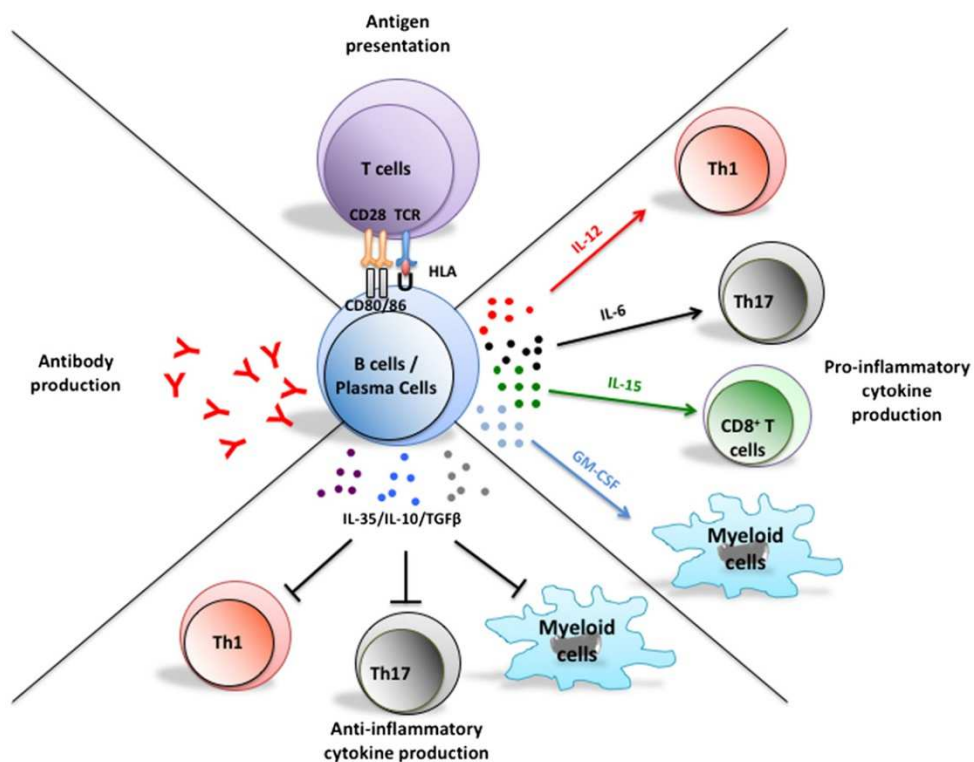 Antigen
presentation
T cells
CD28 TCR
HLA
CD80/86
B cells /
Plasma Cells
Antibody
production
IL-12
Th1
IL-6
Th17
IL-15
CD8⁺ T
cells
GM-CSF
Myeloid
cells
Pro-inflammatory
cytokine
production
IL-35/IL-10/TGFβ
Th1
Th17
Myeloid
cells
Anti-inflammatory
cytokine production